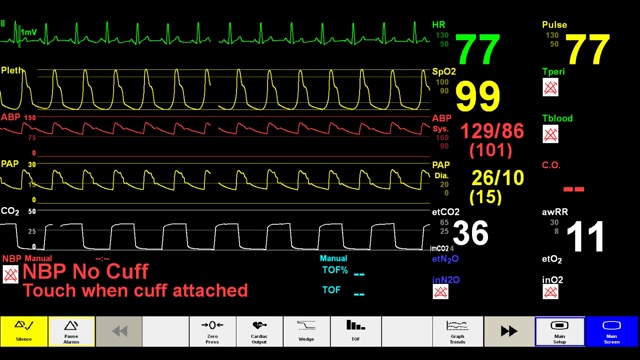 II
1mV
HR
130
50
77
Pulse
130
50
77
Pleth
SpO2
100
90
99
Tperi
ABP
150
75
0
ABP
Sys.
160
90
129/86
(101)
Tblood
PAP
30
15
0
PAP
Dia.
20
0
26/10
(15)
C.O.
--
CO2
50
25
0
etCO2
65
25
imCO2 4
36
awRR
30
8
11
NBP
Manual
--:--
NBP No Cuff
Touch when cuff attached
Manual
TOF% --
TOF --
etN2O
inN2O
etO2
inO2
Silence
Pause Alarms
Zero Press
Cardiac Output
Wedge
TOF
Graph Trends
Main Setup
Main Screen